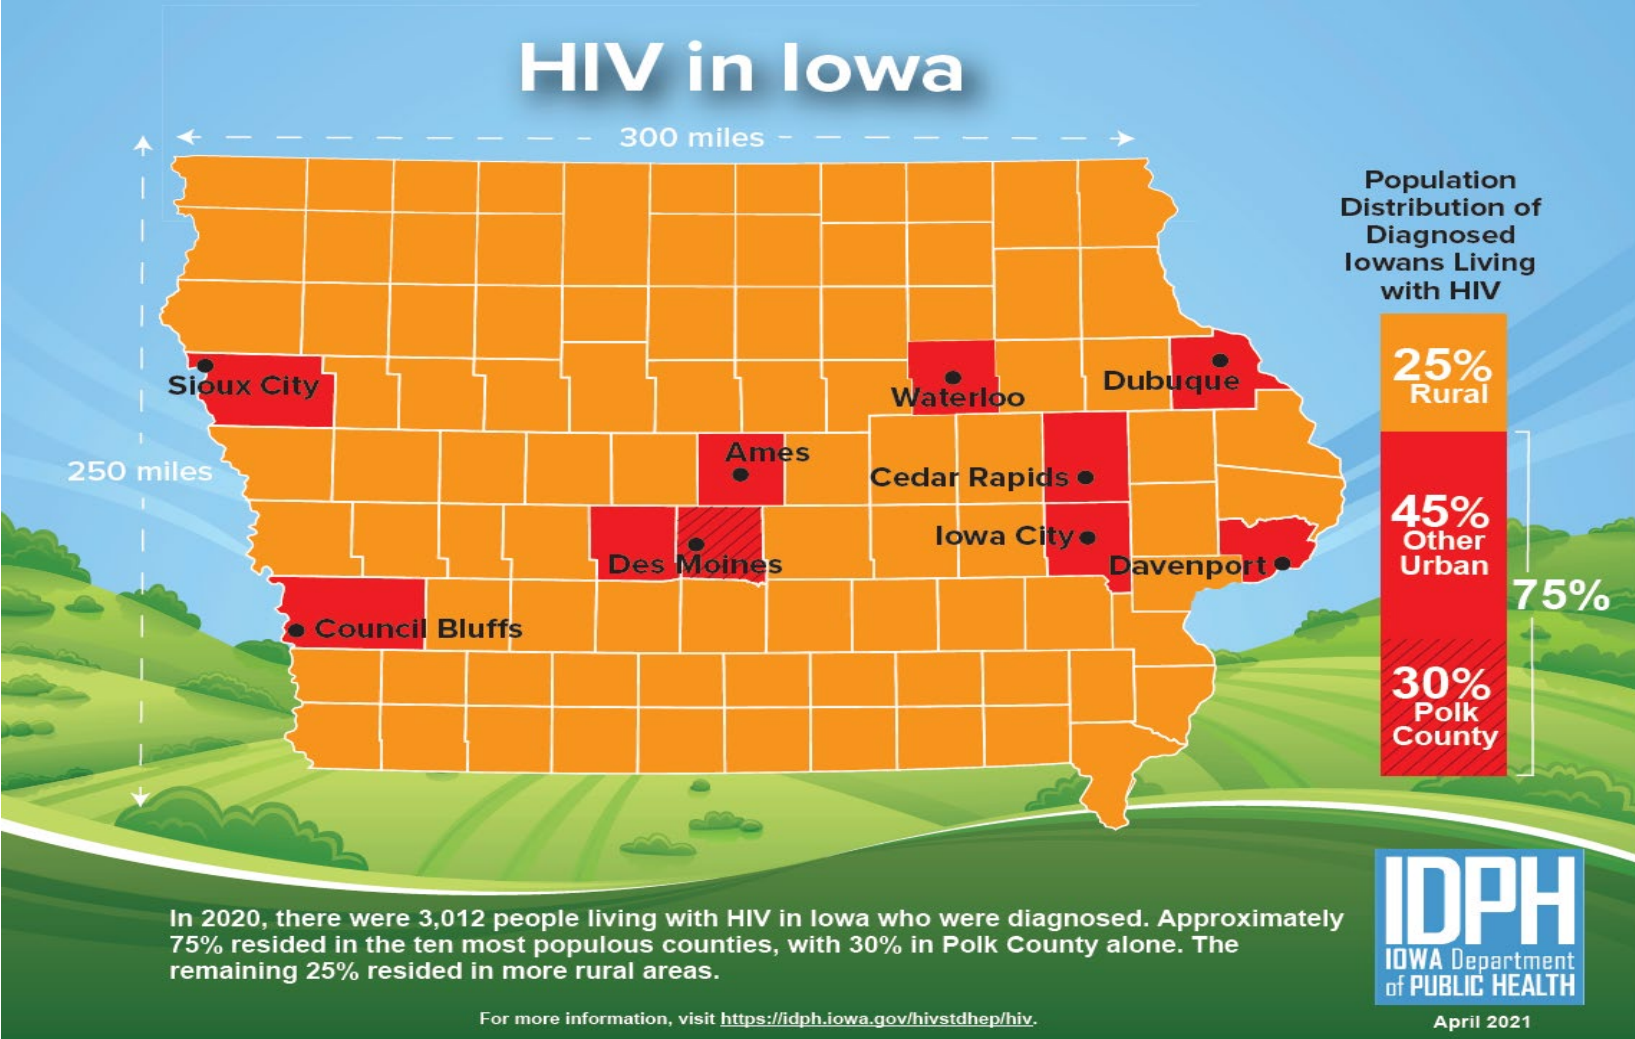 HIV in Iowa
300 miles
250 miles
Sioux City
Waterloo
Dubuque
Ames
Cedar Rapids
Iowa City
Des Moines
Davenport
Council Bluffs
Population
Distribution of
Diagnosed
Iowans Living
with HIV
25%
Rural
45%
Other
Urban
75%
30%
Polk
County
In 2020, there were 3,012 people living with HIV in Iowa who were diagnosed. Approximately
75% resided in the ten most populous counties, with 30% in Polk County alone. The
remaining 25% resided in more rural areas.
For more information, visit https://idph.iowa.gov/hivstdhep/hiv.
IDPH
IOWA Department
of PUBLIC HEALTH
April 2021